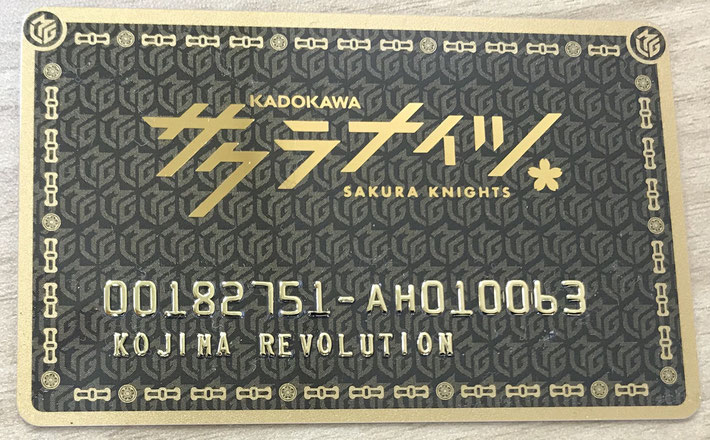 KADOKAWA
サクラナイツ
SAKURA KNIGHTS
00182751-AH010063
KOJIMA REVOLUTION